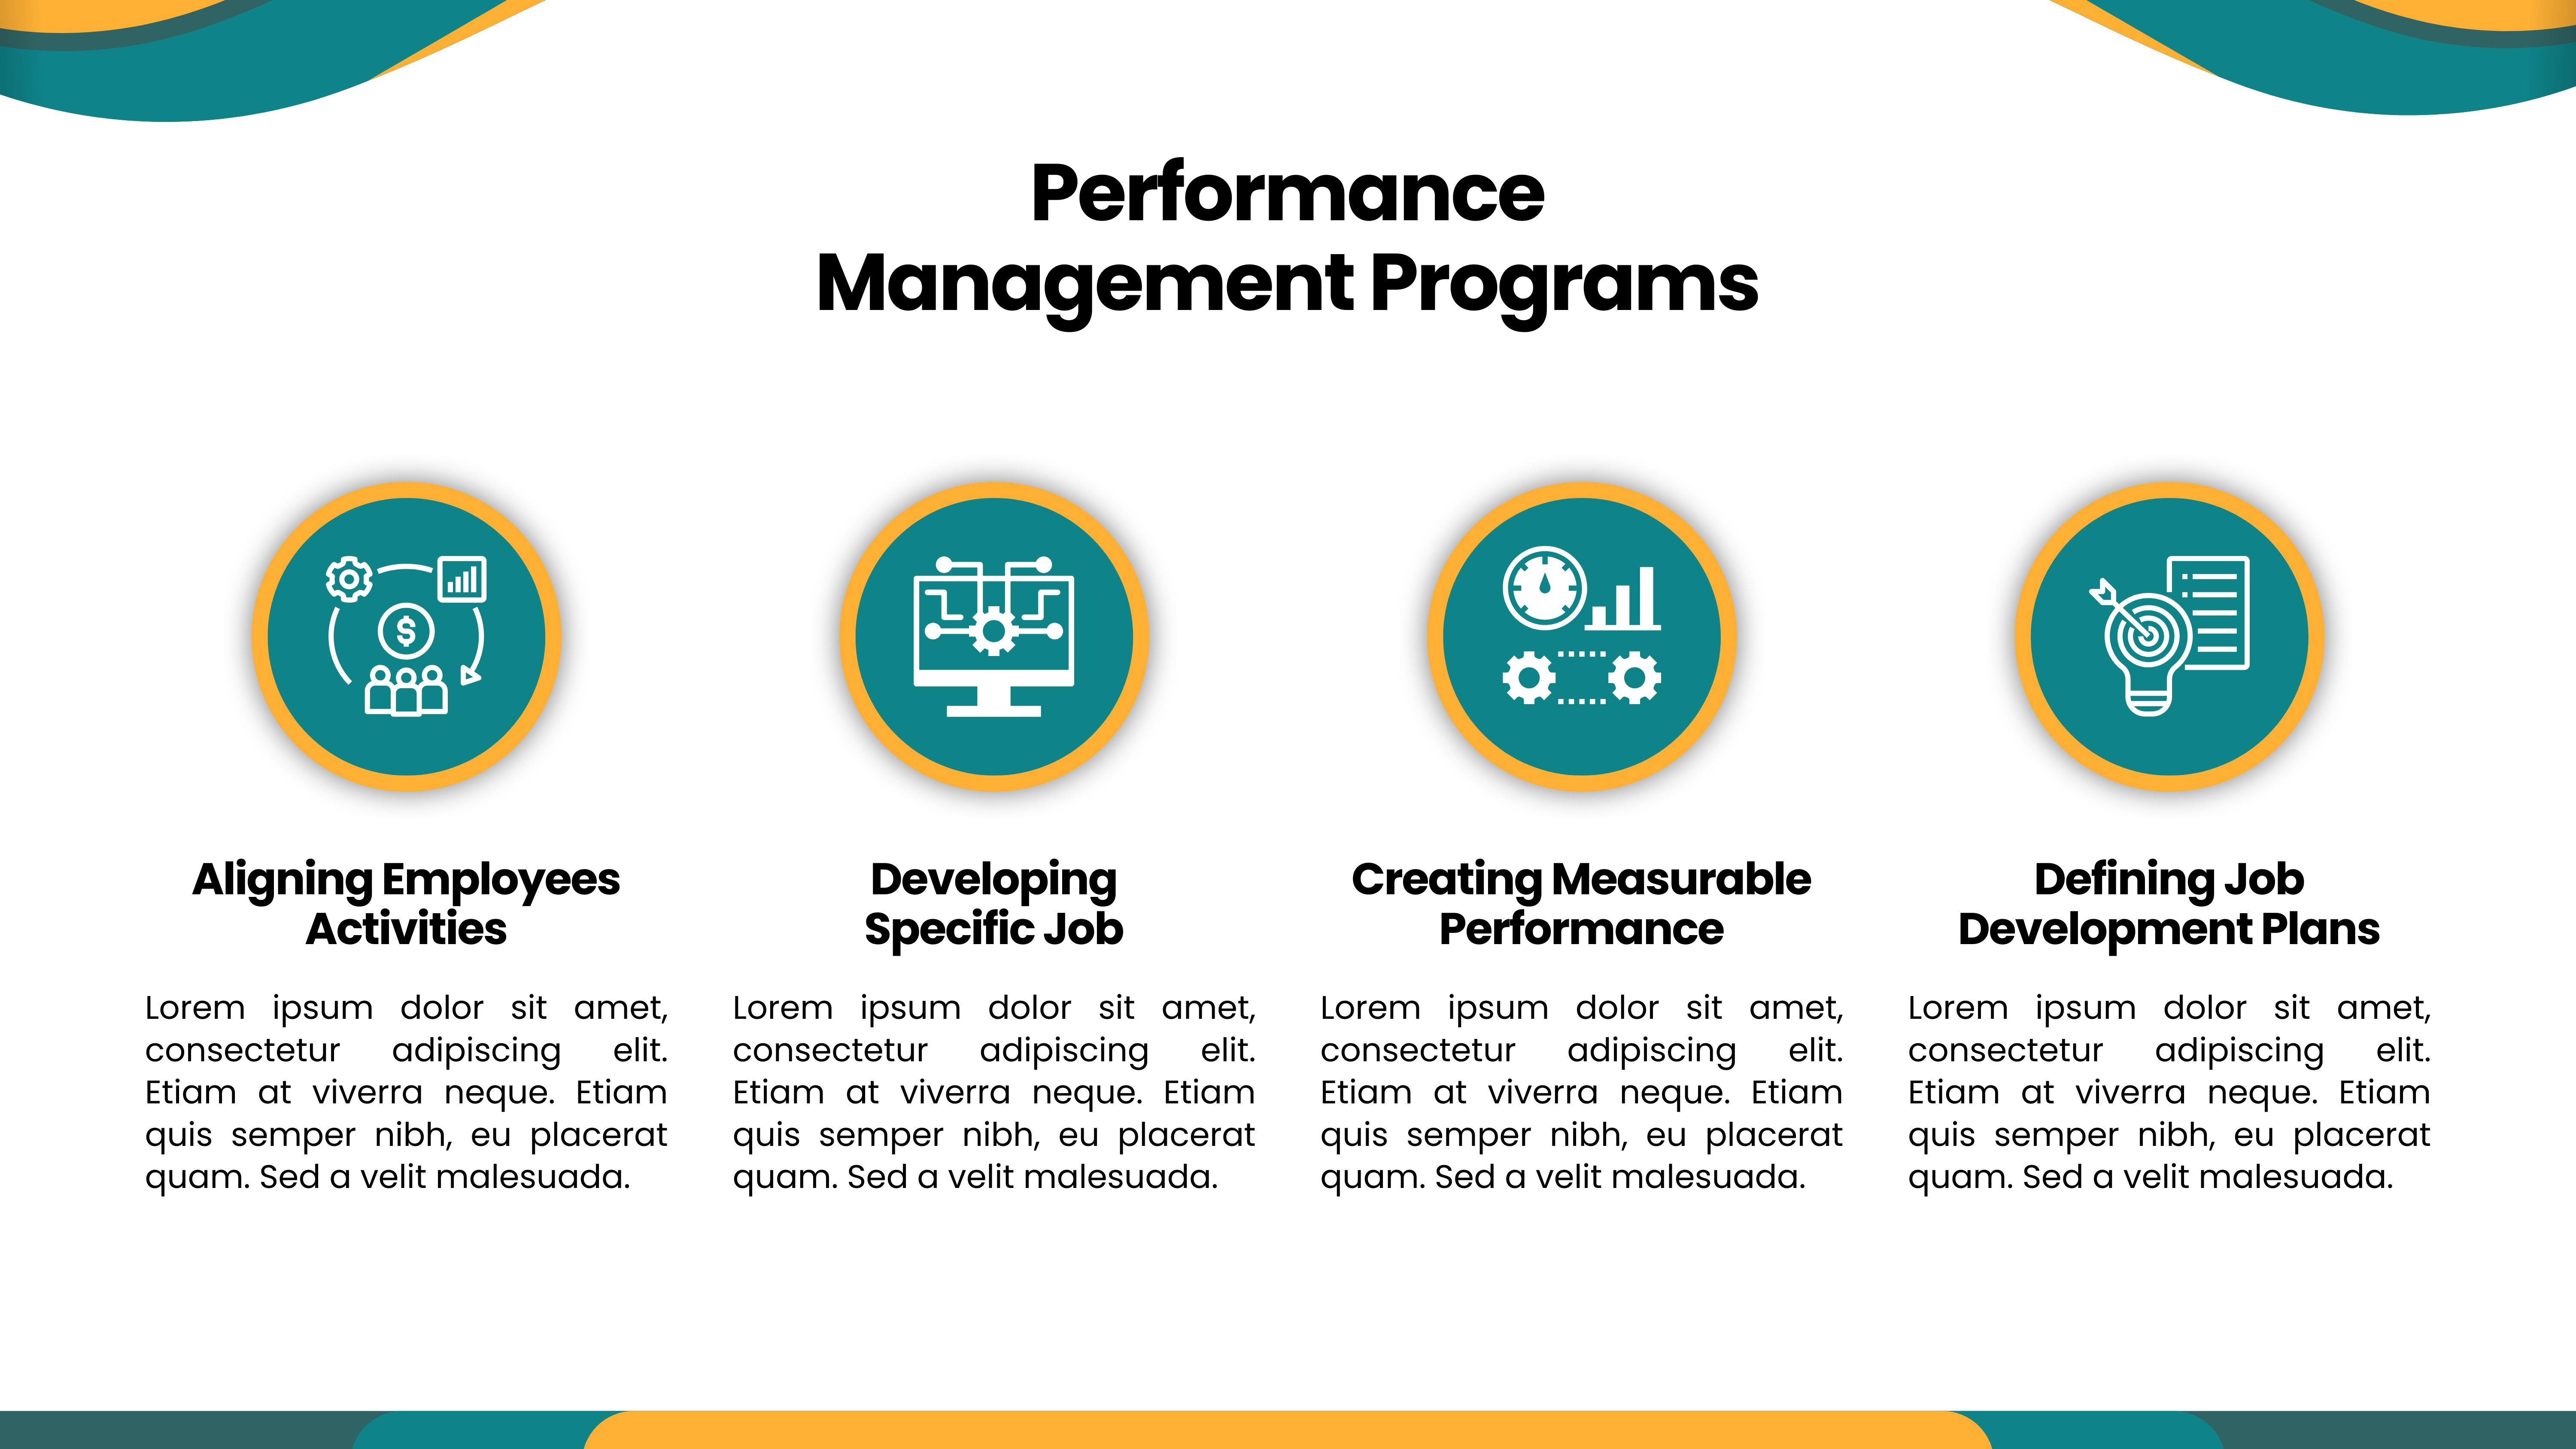 Performance
Management Programs
Aligning Employees
Activities
Lorem ipsum dolor sit amet,
consectetur adipiscing elit.
Etiam at viverra neque. Etiam
quis semper nibh, eu placerat
quam. Sed a velit malesuada.
Developing
Specific Job
Lorem ipsum dolor sit amet,
consectetur adipiscing elit.
Etiam at viverra neque. Etiam
quis semper nibh, eu placerat
quam. Sed a velit malesuada.
Creating Measurable
Performance
Lorem ipsum dolor sit amet,
consectetur adipiscing elit.
Etiam at viverra neque. Etiam
quis semper nibh, eu placerat
quam. Sed a velit malesuada.
Defining Job
Development Plans
Lorem ipsum dolor sit amet,
consectetur adipiscing elit.
Etiam at viverra neque. Etiam
quis semper nibh, eu placerat
quam. Sed a velit malesuada.